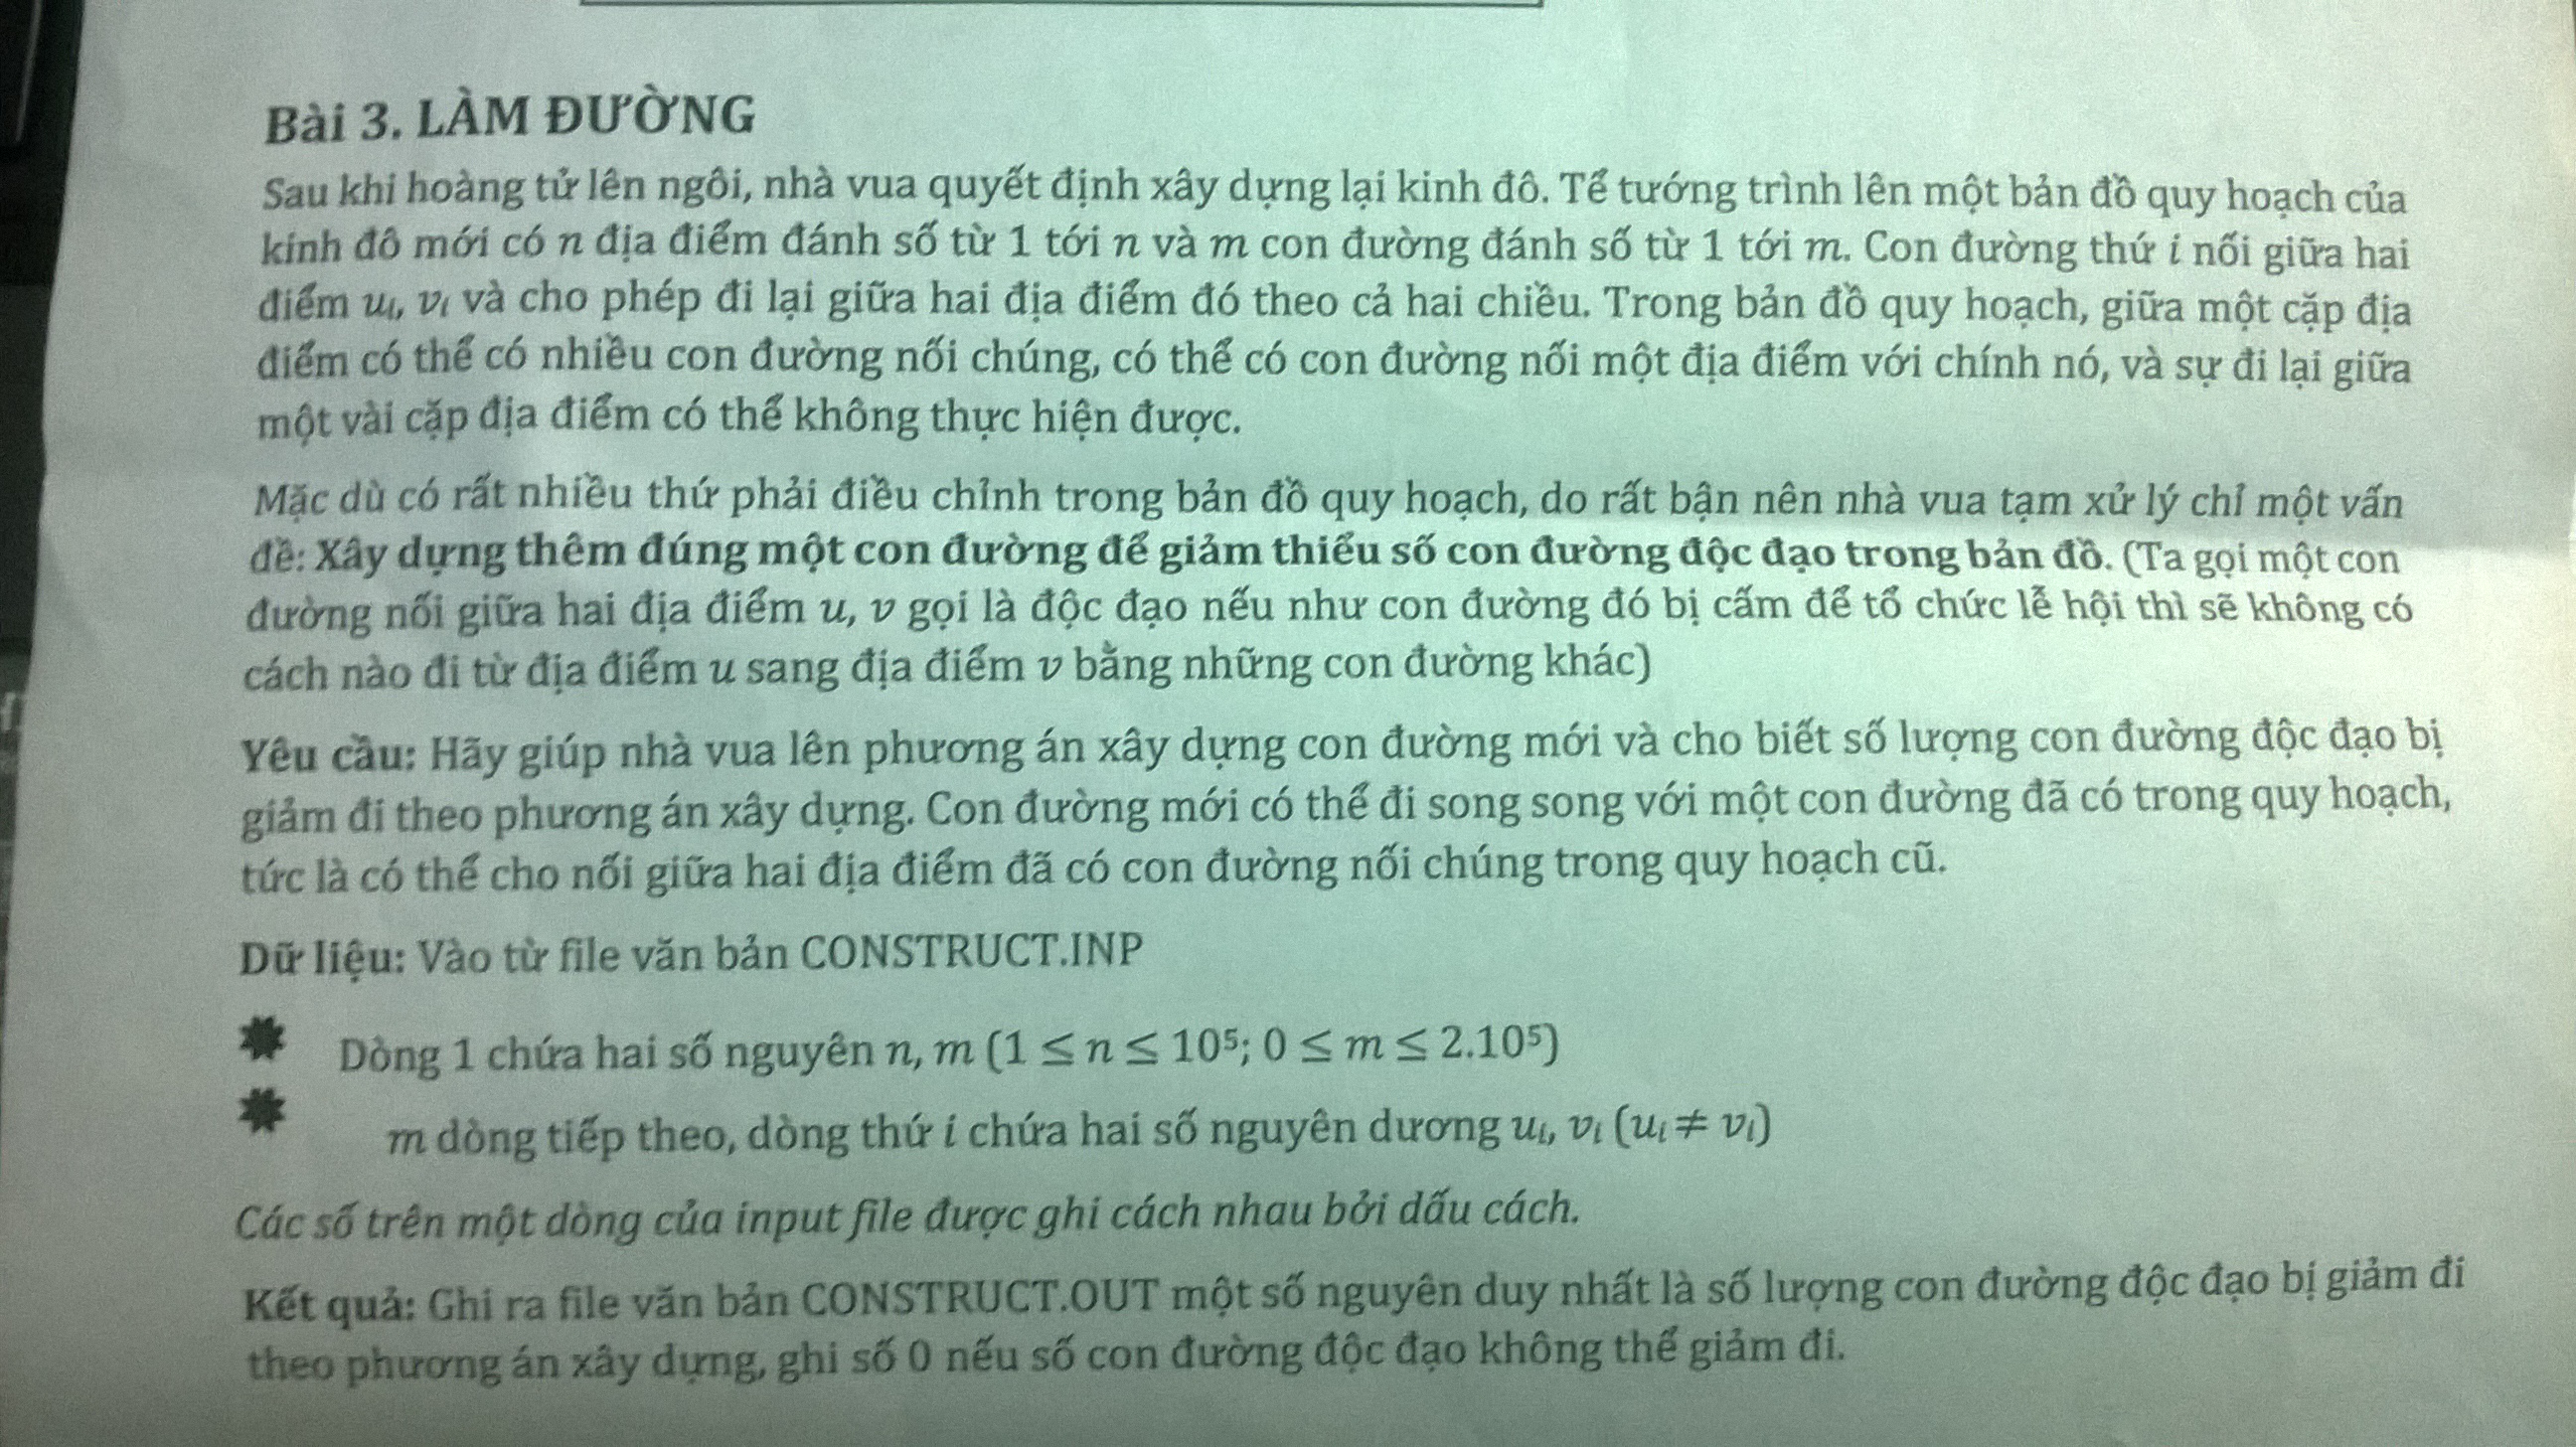 Bài 3. LÀM ĐƯỜNG
Sau khi hoàng tử lên ngôi, nhà vua quyết định xây dựng lại kinh đô. Tể tướng trình lên một bản đồ quy hoạch của
kinh đô mới có n địa điểm đánh số từ 1 tới n và m con đường đánh số từ 1 tới m. Con đường thứ i nối giữa hai
điểm uᵢ, vᵢ và cho phép đi lại giữa hai địa điểm đó theo cả hai chiều. Trong bản đồ quy hoạch, giữa một cặp địa
điểm có thể có nhiều con đường nối chúng, có thể có con đường nối một địa điểm với chính nó, và sự đi lại giữa
một vài cặp địa điểm có thể không thực hiện được.
Mặc dù có rất nhiều thứ phải điều chỉnh trong bản đồ quy hoạch, do rất bận nên nhà vua tạm xử lý chỉ một vấn
đề: Xây dựng thêm đúng một con đường để giảm thiểu số con đường độc đạo trong bản đồ. (Ta gọi một con
đường nối giữa hai địa điểm u, v gọi là độc đạo nếu như con đường đó bị cấm để tổ chức lễ hội thì sẽ không có
cách nào đi từ địa điểm u sang địa điểm v bằng những con đường khác)
Yêu cầu: Hãy giúp nhà vua lên phương án xây dựng con đường mới và cho biết số lượng con đường độc đạo bị
giảm đi theo phương án xây dựng. Con đường mới có thể đi song song với một con đường đã có trong quy hoạch,
tức là có thể cho nối giữa hai địa điểm đã có con đường nối chúng trong quy hoạch cũ.
Dữ liệu: Vào từ file văn bản CONSTRUCT.INP
Dòng 1 chứa hai số nguyên n, m (1 ≤ n ≤ 10⁵; 0 ≤ m ≤ 2.10⁵)
m dòng tiếp theo, dòng thứ i chứa hai số nguyên dương uᵢ, vᵢ (uᵢ ≠ vᵢ)
Các số trên một dòng của input file được ghi cách nhau bởi dấu cách.
Kết quả: Ghi ra file văn bản CONSTRUCT.OUT một số nguyên duy nhất là số lượng con đường độc đạo bị giảm đi
theo phương án xây dựng, ghi số 0 nếu số con đường độc đạo không thể giảm đi.